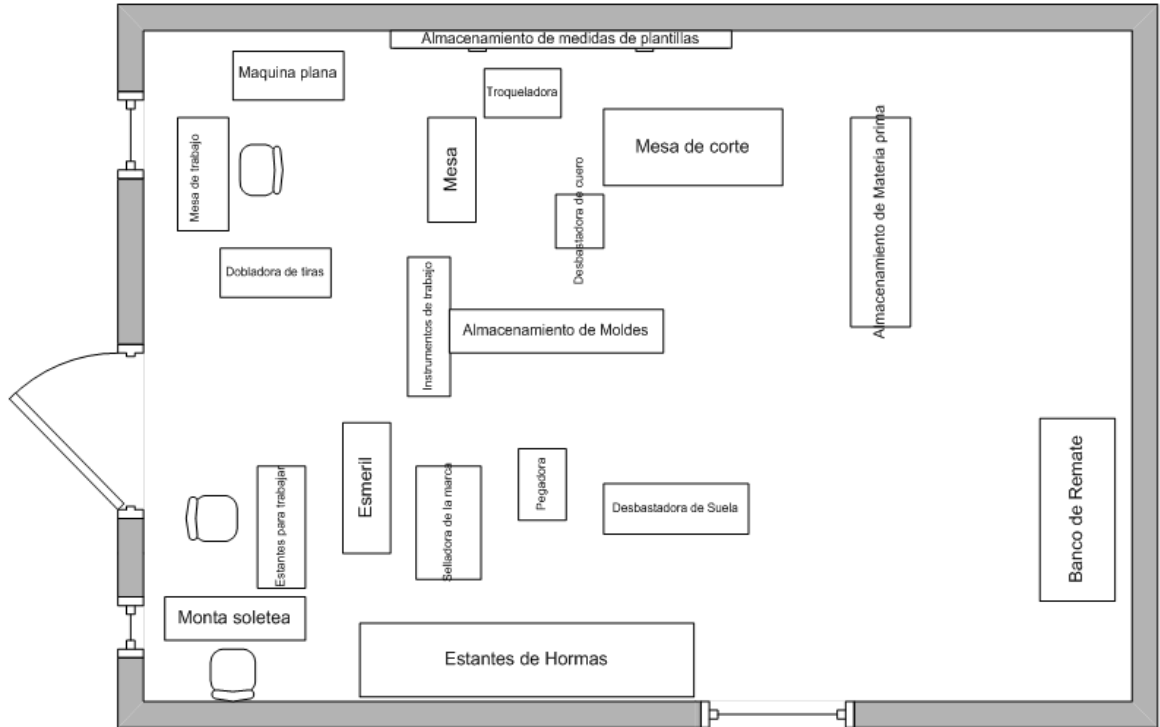 Almacenamiento de medidas de plantillas
Maquina plana
Troqueladora
Mesa de trabajo
Mesa
Mesa de corte
Almacenamiento de Materia prima
Desbastadora de cuero
Dobladora de tiras
Instrumentos de trabajo
Almacenamiento de Moldes
Esmeril
Estantes para trabajar
Selladora de la marca
Pegadora
Desbastadora de Suela
Banco de Remate
Monta soletea
Estantes de Hormas